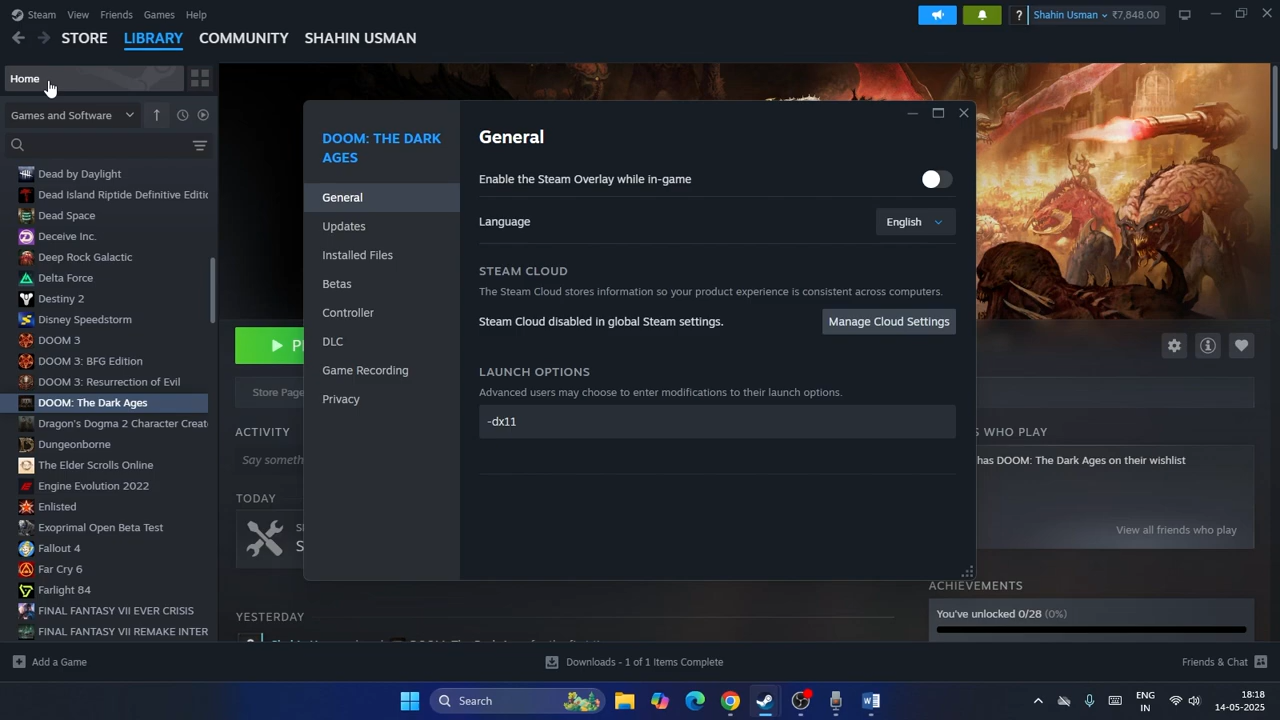 Steam View Friends Games Help
? Shahin Usman ₹7,848.00
STORE LIBRARY COMMUNITY SHAHIN USMAN
Home
Games and Software
Dead by Daylight
Dead Island Riptide Definitive Editi
Dead Space
Deceive Inc.
Deep Rock Galactic
Delta Force
Destiny 2
Disney Speedstorm
DOOM 3
DOOM 3: BFG Edition
DOOM 3: Resurrection of Evil
DOOM: The Dark Ages
Dragon's Dogma 2 Character Creat
Dungeonborne
The Elder Scrolls Online
Engine Evolution 2022
Enlisted
Exoprimal Open Beta Test
Fallout 4
Far Cry 6
Farlight 84
FINAL FANTASY VII EVER CRISIS
FINAL FANTASY VII REMAKE INTER
DOOM: THE DARK
AGES
General
Updates
Installed Files
Betas
Controller
DLC
Game Recording
Privacy
General
Enable the Steam Overlay while in-game
Language English
STEAM CLOUD
The Steam Cloud stores information so your product experience is consistent across computers.
Steam Cloud disabled in global Steam settings. Manage Cloud Settings
LAUNCH OPTIONS
Advanced users may choose to enter modifications to their launch options.
-dx11
Store Page
ACTIVITY
Say someth
TODAY
S
YESTERDAY
S WHO PLAY
has DOOM: The Dark Ages on their wishlist
View all friends who play
ACHIEVEMENTS
You've unlocked 0/28 (0%)
Add a Game Downloads - 1 of 1 Items Complete Friends & Chat
Search
ENG
IN
18:18
14-05-2025